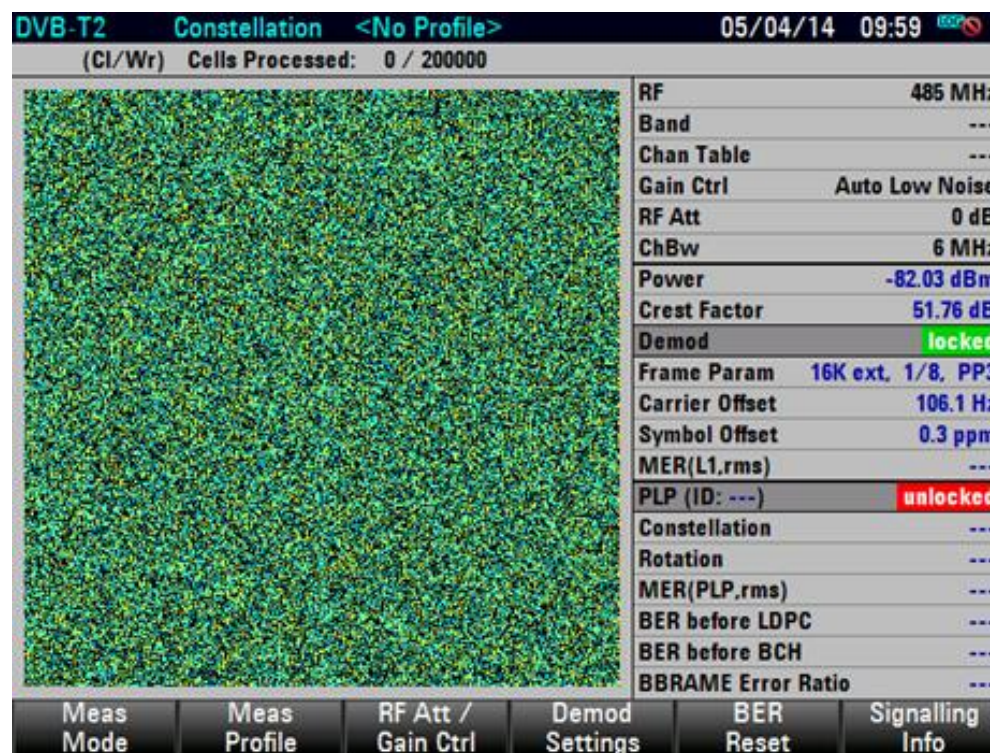 DVB-T2 Constellation <No Profile> 05/04/14 09:59 LOG
(CI/Wr) Cells Processed: 0 / 200000
RF 485 MHz
Band ---
Chan Table ---
Gain Ctrl Auto Low Noise
RF Att 0 dB
ChBw 6 MHz
Power -82.03 dBm
Crest Factor 51.76 dB
Demod locked
Frame Param 16K ext, 1/8, PP3
Carrier Offset 106.1 Hz
Symbol Offset 0.3 ppm
MER(L1,rms) ---
PLP (ID: ---) unlocked
Constellation ---
Rotation ---
MER(PLP,rms) ---
BER before LDPC ---
BER before BCH ---
BBRAME Error Ratio ---
Meas Mode
Meas Profile
RF Att / Gain Ctrl
Demod Settings
BER Reset
Signalling Info